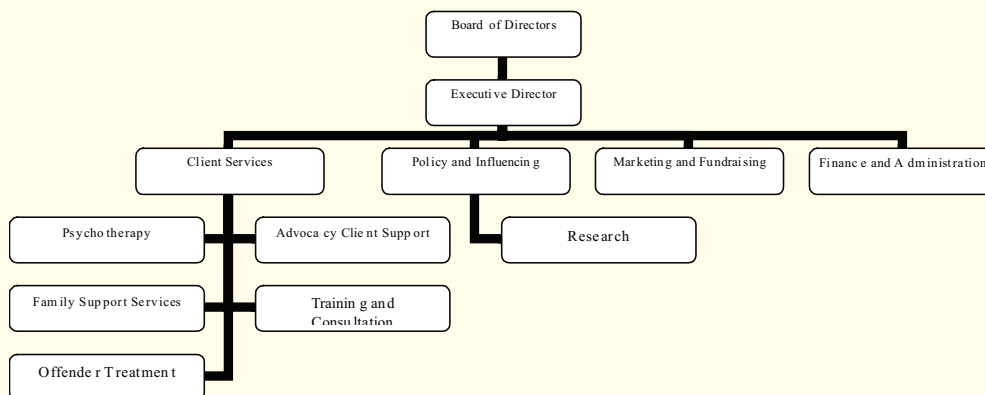 Board of Directors
Executive Director
Client Services
Policy and Influencing
Marketing and Fundraising
Finance and Administration
Psychotherapy
Advocacy Client Support
Research
Family Support Services
Training and
Consultation
Offender Treatment